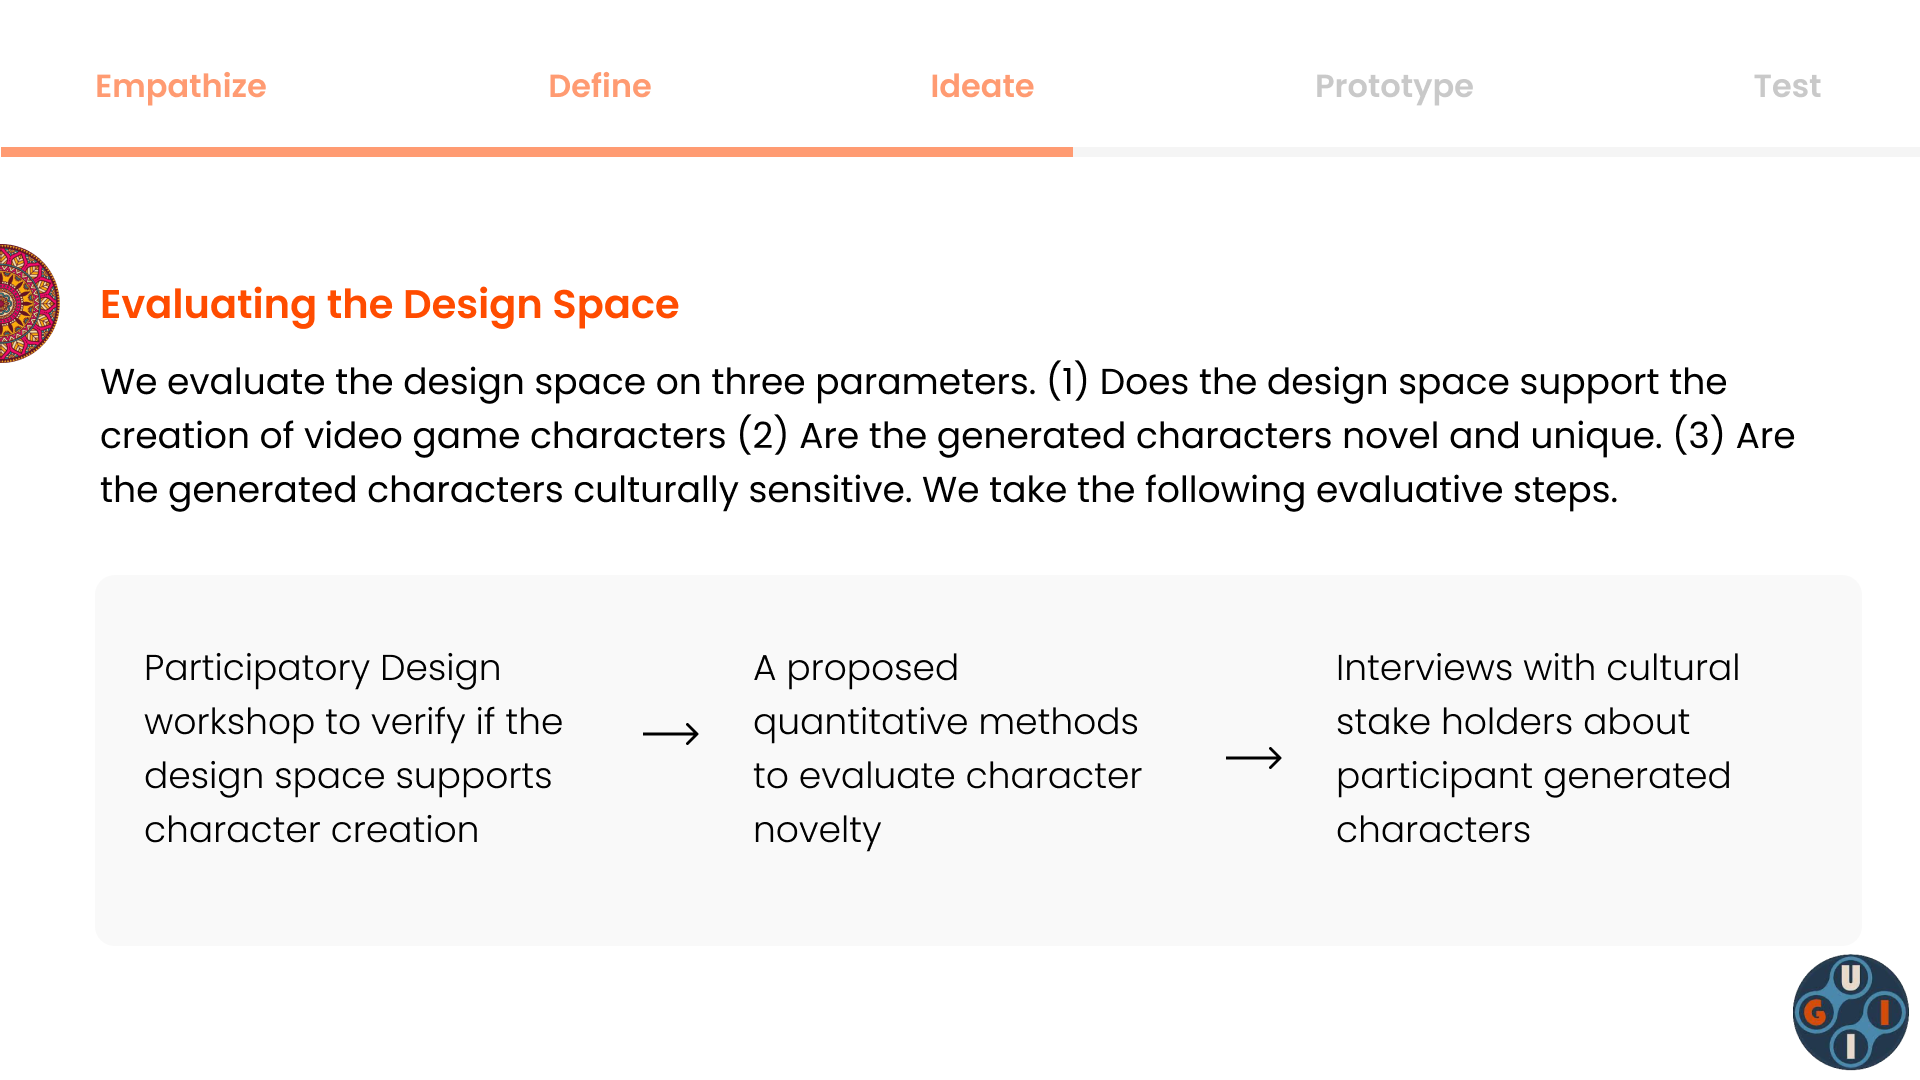 Empathize Define Ideate Prototype Test
Evaluating the Design Space
We evaluate the design space on three parameters. (1) Does the design space support the
creation of video game characters (2) Are the generated characters novel and unique. (3) Are
the generated characters culturally sensitive. We take the following evaluative steps.
Participatory Design
workshop to verify if the
design space supports
character creation
A proposed
quantitative methods
to evaluate character
novelty
Interviews with cultural
stake holders about
participant generated
characters
U
G I
I